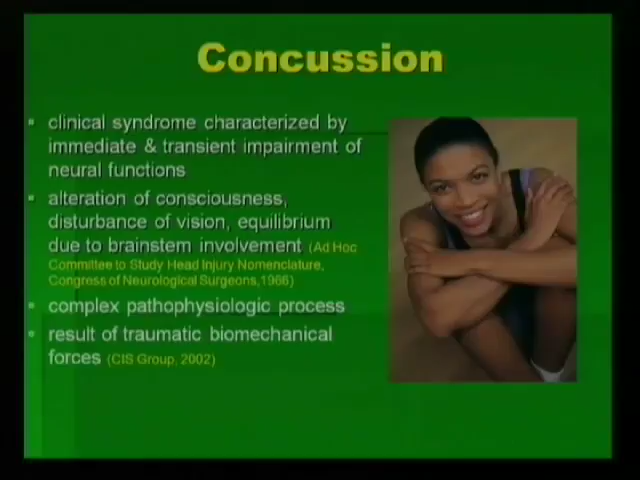 Concussion
clinical syndrome characterized by
immediate & transient impairment of
neural functions
alteration of consciousness,
disturbance of vision, equilibrium
due to brainstem involvement (Ad Hoc
Committee to Study Head Injury Nomenclature,
Congress of Neurological Surgeons,1966)
complex pathophysiologic process
result of traumatic biomechanical
forces (CIS Group, 2002)